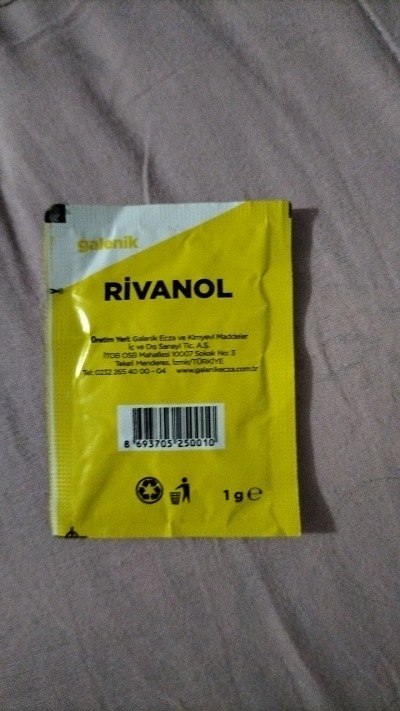 galenik
RİVANOL
Üretim Yeri: Galenik Ecza ve Kimyevi Maddeler
İç ve Dış Sanayi Tic. A.Ş.
İTOB OSB Mahallesi 10007 Sokak No: 3
Tekeli Menderes, İzmir/TÜRKİYE
Tel: 0232 265 40 00 - 04 www.galenikecza.com.tr
8 693705 250010
1 g ℮